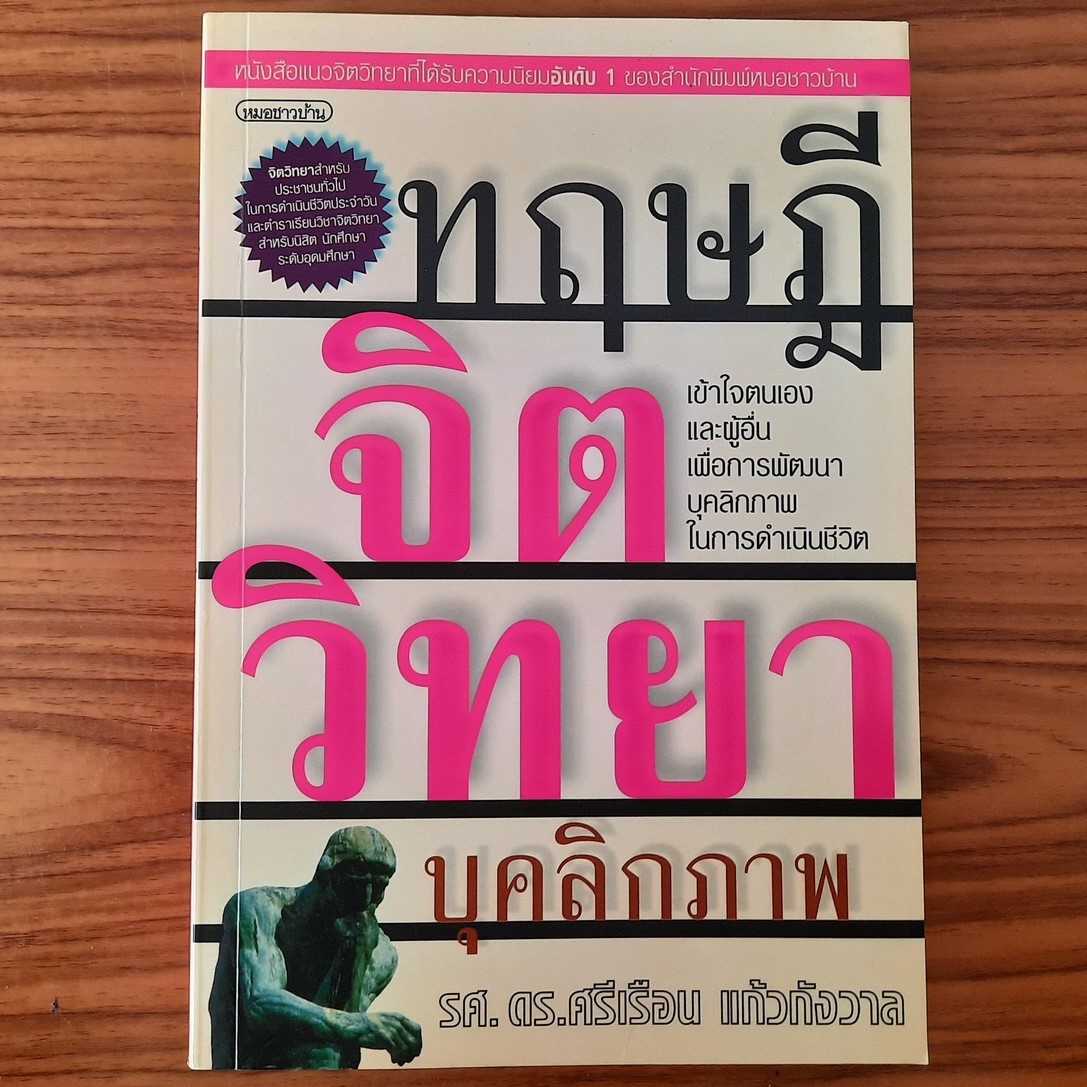 หนังสือแนวจิตวิทยาที่ได้รับความนิยมอันดับ 1 ของสำนักพิมพ์หมอชาวบ้าน
หมอชาวบ้าน
จิตวิทยาสำหรับ
ประชาชนทั่วไป
ในการดำเนินชีวิตประจำวัน
และตำราเรียนวิชาจิตวิทยา
สำหรับนิสิต นักศึกษา
ระดับอุดมศึกษา
ทฤษฎี
จิต
เข้าใจตนเอง
และผู้อื่น
เพื่อการพัฒนา
บุคลิกภาพ
ในการดำเนินชีวิต
วิทยา
บุคลิกภาพ
รศ. ดร.ศรีเรือน แก้วกังวาล